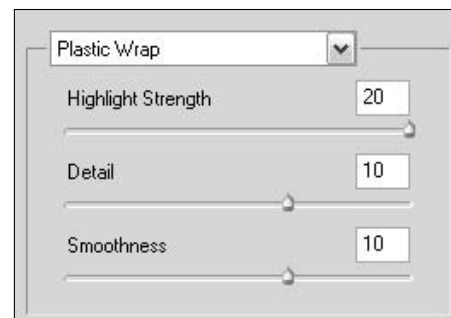 Plastic Wrap
Highlight Strength 20
Detail 10
Smoothness 10